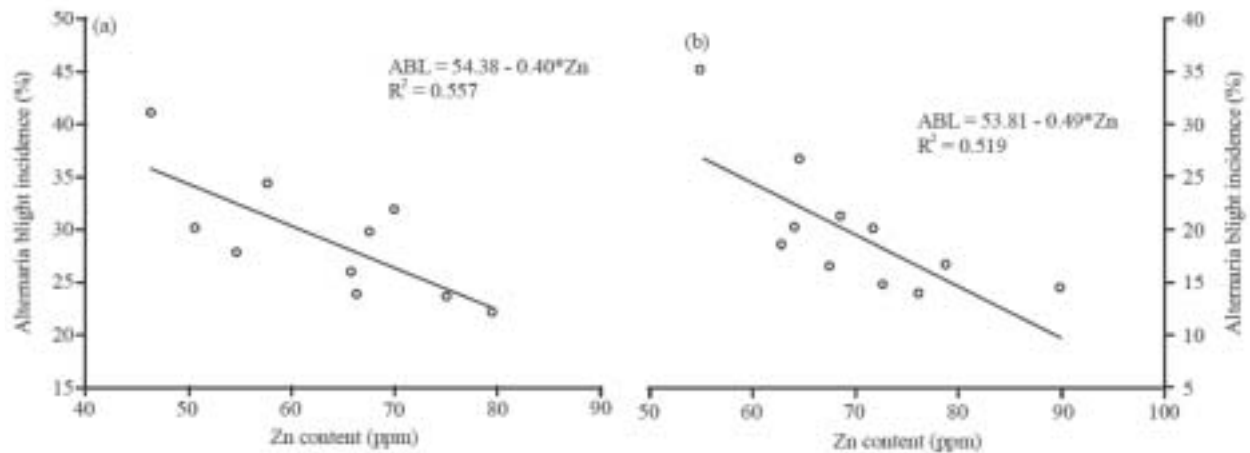 (a)
ABL = 54.38 - 0.40*Zn
R² = 0.557
Alternaria blight incidence (%)
50
45
40
35
30
25
20
15
40 50 60 70 80 90
Zn content (ppm)
(b)
ABL = 53.81 - 0.49*Zn
R² = 0.519
40
35
30
25
20
15
10
5
Alternaria blight incidence (%)
50 60 70 80 90 100
Zn content (ppm)